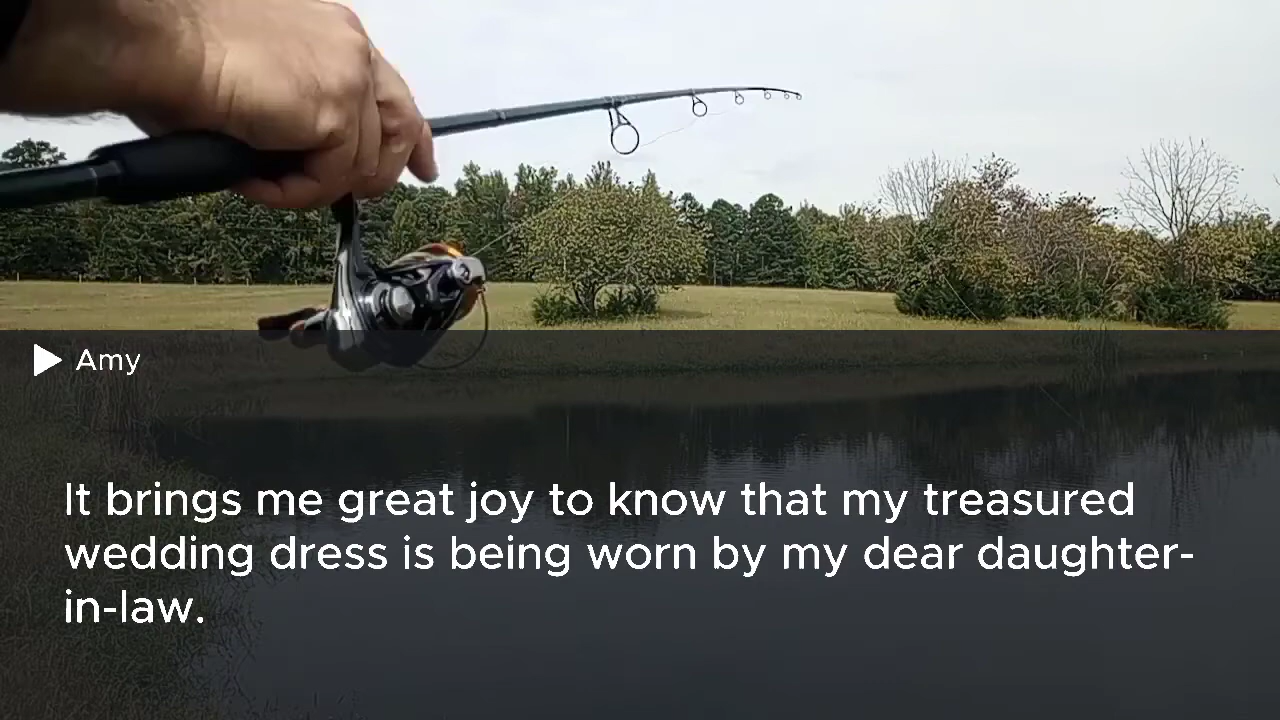 Amy
It brings me great joy to know that my treasured
wedding dress is being worn by my dear daughter-
in-law.